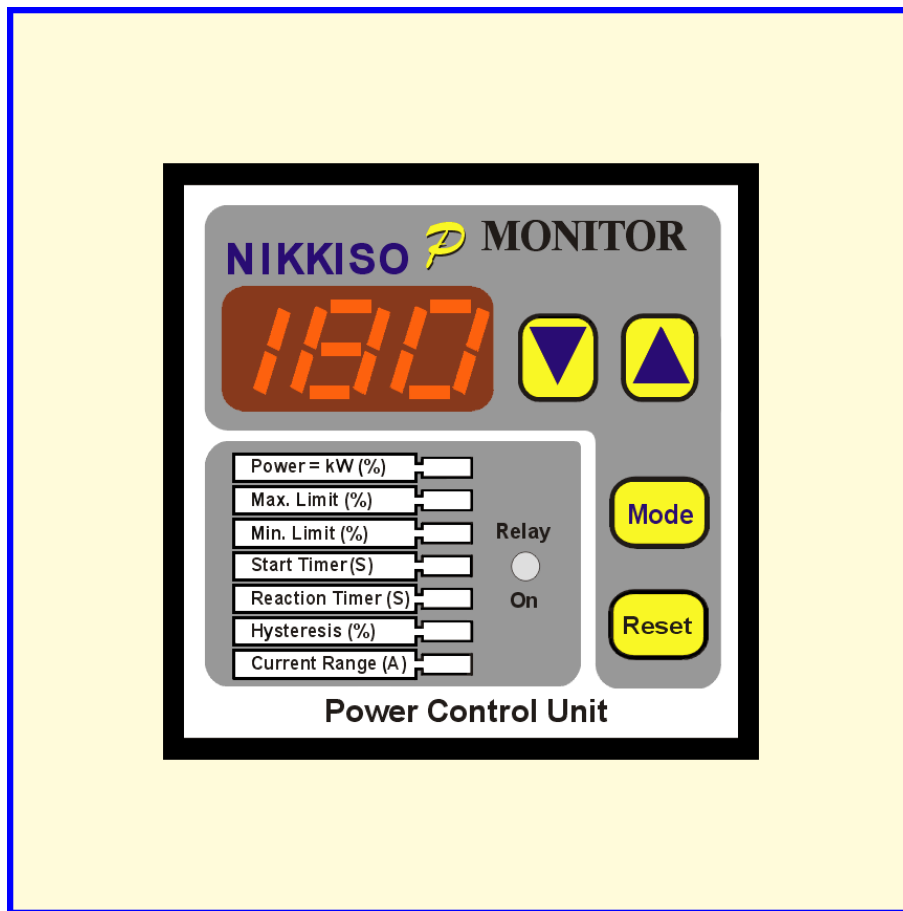 NIKKISO P MONITOR
180
Power = kW (%)
Max. Limit (%)
Min. Limit (%)
Start Timer (S)
Reaction Timer (S)
Hysteresis (%)
Current Range (A)
Relay
On
Mode
Reset
Power Control Unit